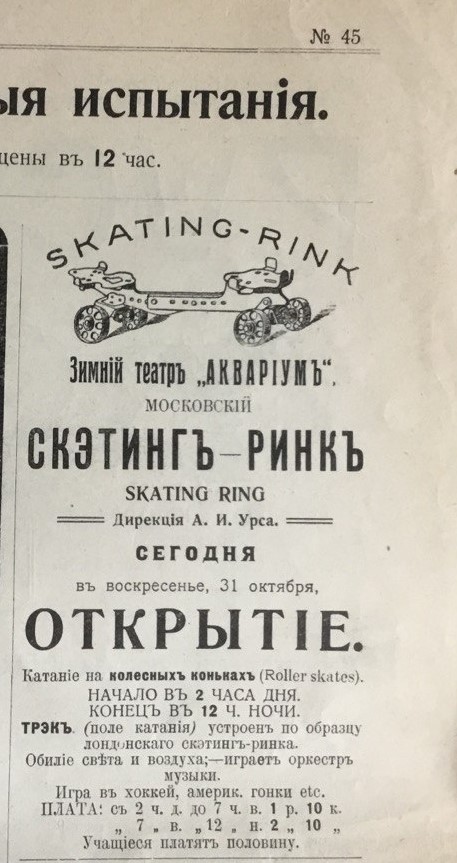 № 45
ыя испытанія.
цены въ 12 час.
SKATING-RINK
Зимній театръ „АКВАРІУМЪ“.
МОСКОВСКІЙ
СКЭТИНГЪ—РИНКЪ
SKATING RING
Дирекція А. И. Урса.
СЕГОДНЯ
въ воскресенье, 31 октября,
ОТКРЫТІЕ.
Катаніе на колесныхъ конькахъ (Roller skates).
НАЧАЛО ВЪ 2 ЧАСА ДНЯ.
КОНЕЦЪ ВЪ 12 Ч. НОЧИ.
ТРЭКЪ. (поле катанія) устроен по образцу
лондонскаго скэтинг-ринка.
Обиліе свѣта и воздуха;—играетъ оркестръ
музыки.
Игра въ хоккей, америк. гонки etc.
ПЛАТА: съ 2 ч. д. до 7 ч. в. 1 р. 10 к.
„ 7 „ в. „ 12 „ н. 2 „ 10 „
Учащіеся платятъ половину.